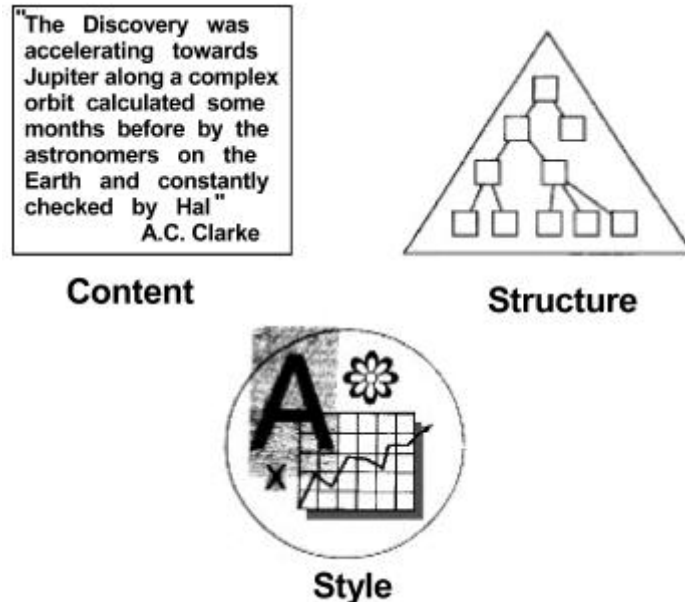 "The Discovery was
accelerating towards
Jupiter along a complex
orbit calculated some
months before by the
astronomers on the
Earth and constantly
checked by Hal"
A.C. Clarke
Content
Structure
A
x
Style